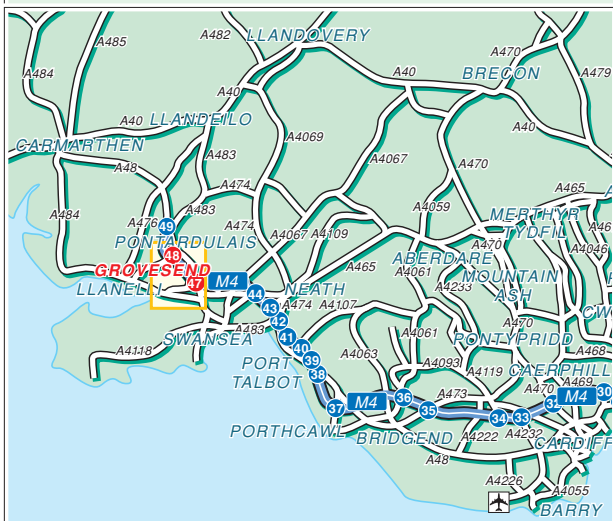 A485
A482
LLANDOVERY
A470
A484
A40
BRECON
A479
A40
A40
LLANDEILO
A4069
A40
CARMARTHEN
A483
A4067
A470
A48
A474
A465
A4059
A484
A476
A483
A474
MERTHYR
TYDFIL
49
A4067
A4109
A470
A4046
PONTARDULAIS
ABERDARE
48
GROVESEND
A465
A4061
MOUNTAIN
ASH
47
M4
A4233
LLANELLI
44
NEATH
43
A474
A4107
A470
42
A483
A4061
SWANSEA
41
PONTYPRIDD
A468
A4118
40
A4063
PORT
TALBOT
39
A4093
A4119
CAERPHILL
38
A470
A469
36
A473
M4
30
37
M4
35
34
33
32
PORTHCAWL
BRIDGEND
A4222
A4232
CARDIFF
A48
A4226
A4055
BARRY